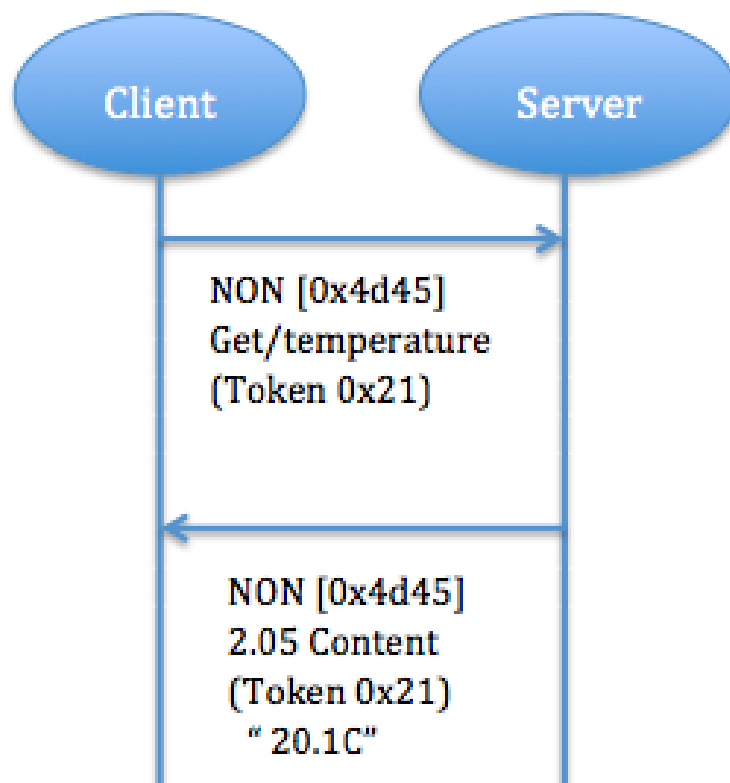 Client
Server
NON [0x4d45]
Get/temperature
(Token 0x21)
NON [0x4d45]
2.05 Content
(Token 0x21)
“ 20.1C”